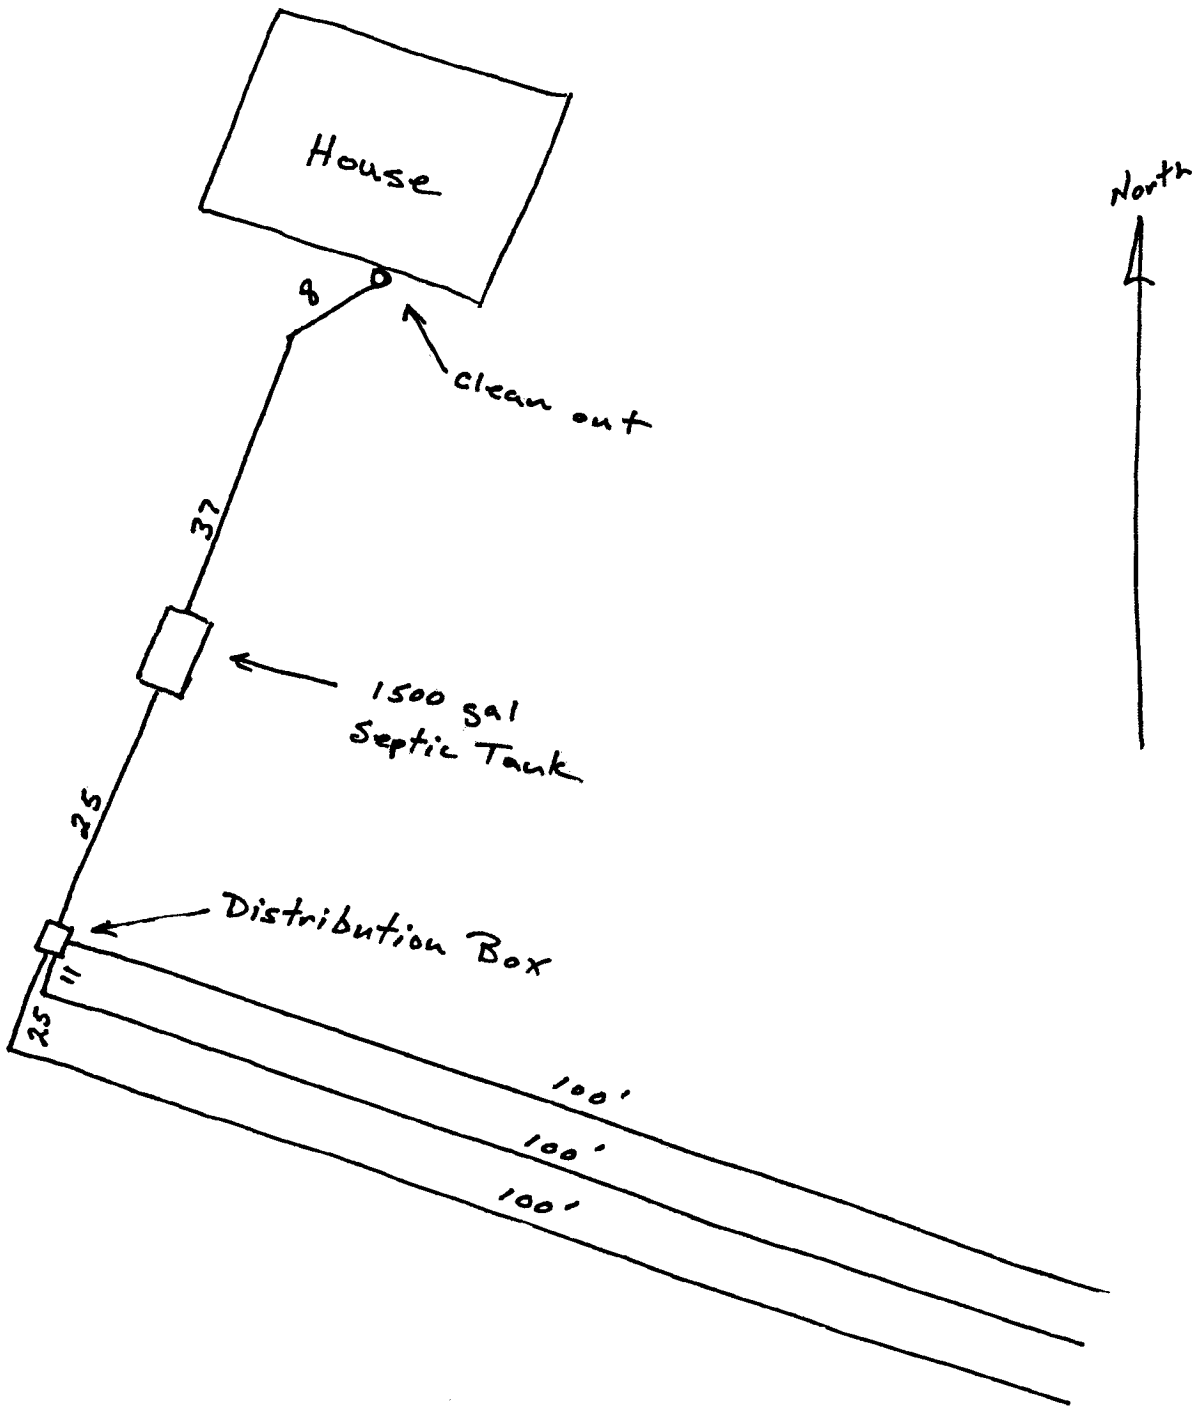 House
North
8
clean out
37
1500 gal
Septic Tank
25
Distribution Box
11
25
100'
100'
100'